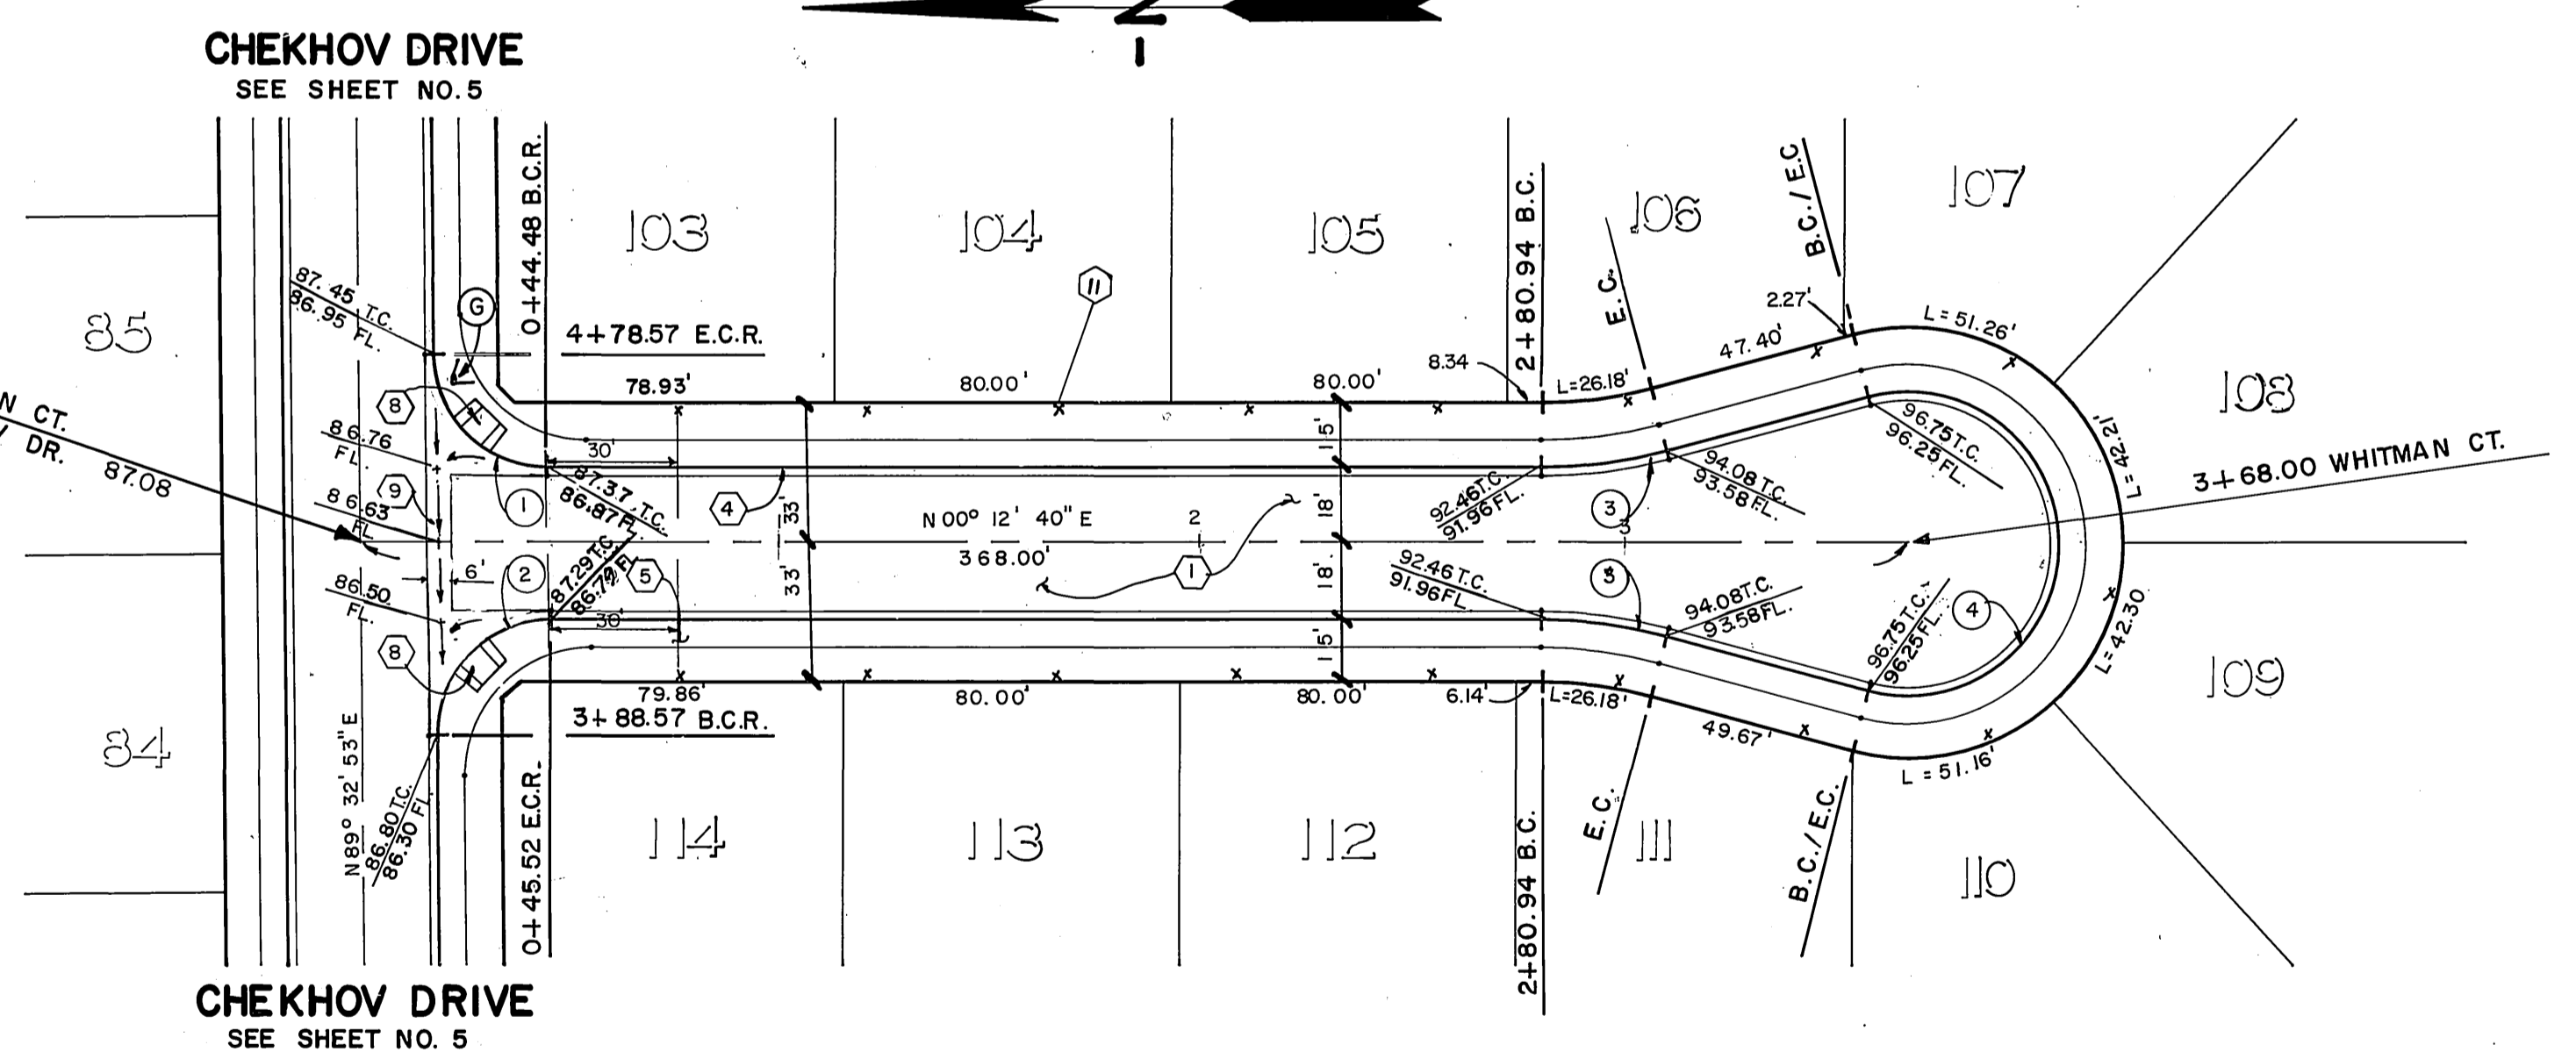 CHEKHOV DRIVE
SEE SHEET NO. 5
N
1
0+44.48 B.C.R.
4+78.57 E.C.R.
2+80.94 B.C.
E.C.
B.C./E.C
103
104
105
106
107
108
109
110
111
112
113
114
85
84
87.45 T.C.
86.95 FL.
G
11
78.93'
80.00'
80.00'
8.34
L=26.18'
47.40'
2.27'
L=51.26'
L=42.21'
L=42.30
L=51.16'
8
86.76
FL.
9
86.63
FL
86.50
FL.
8
N CT.
DR.
87.08
1
2
6'
30'
87.37 T.C.
86.87 FL.
4
33'
33'
N 00° 12' 40" E
368.00'
2
1
15'
18'
18'
15'
87.29 T.C.
5
30'
92.46 T.C.
91.96 FL.
92.46 T.C.
91.96 FL.
3
3
3
94.08 T.C.
93.58 FL.
94.08 T.C.
93.58 FL.
96.75 T.C.
96.25 FL.
96.75 T.C.
96.25 FL.
4
3+68.00 WHITMAN CT.
79.86'
80.00'
80.00'
6.14'
L=26.18'
49.67'
3+88.57 B.C.R.
N89° 32' 53" E
86.80 T.C.
86.30 FL.
0+45.52 E.C.R.
2+80.94 B.C.
E.C.
B.C./E.C.
CHEKHOV DRIVE
SEE SHEET NO. 5